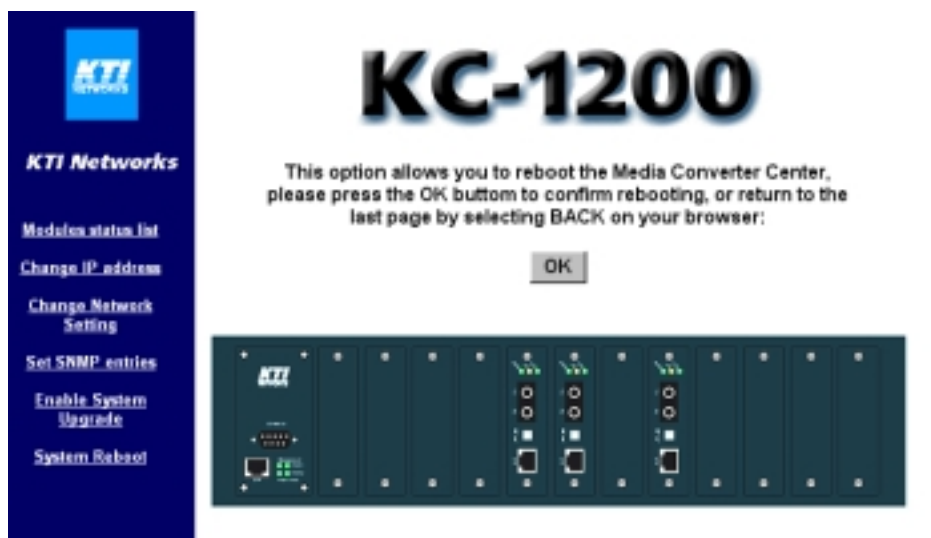 KTI
NETWORKS
KTI Networks
Modules status list
Change IP address
Change Network
Setting
Set SNMP entries
Enable System
Upgrade
System Reboot
KC-1200
This option allows you to reboot the Media Converter Center,
please press the OK buttom to confirm rebooting, or return to the
last page by selecting BACK on your browser:
OK
KTI